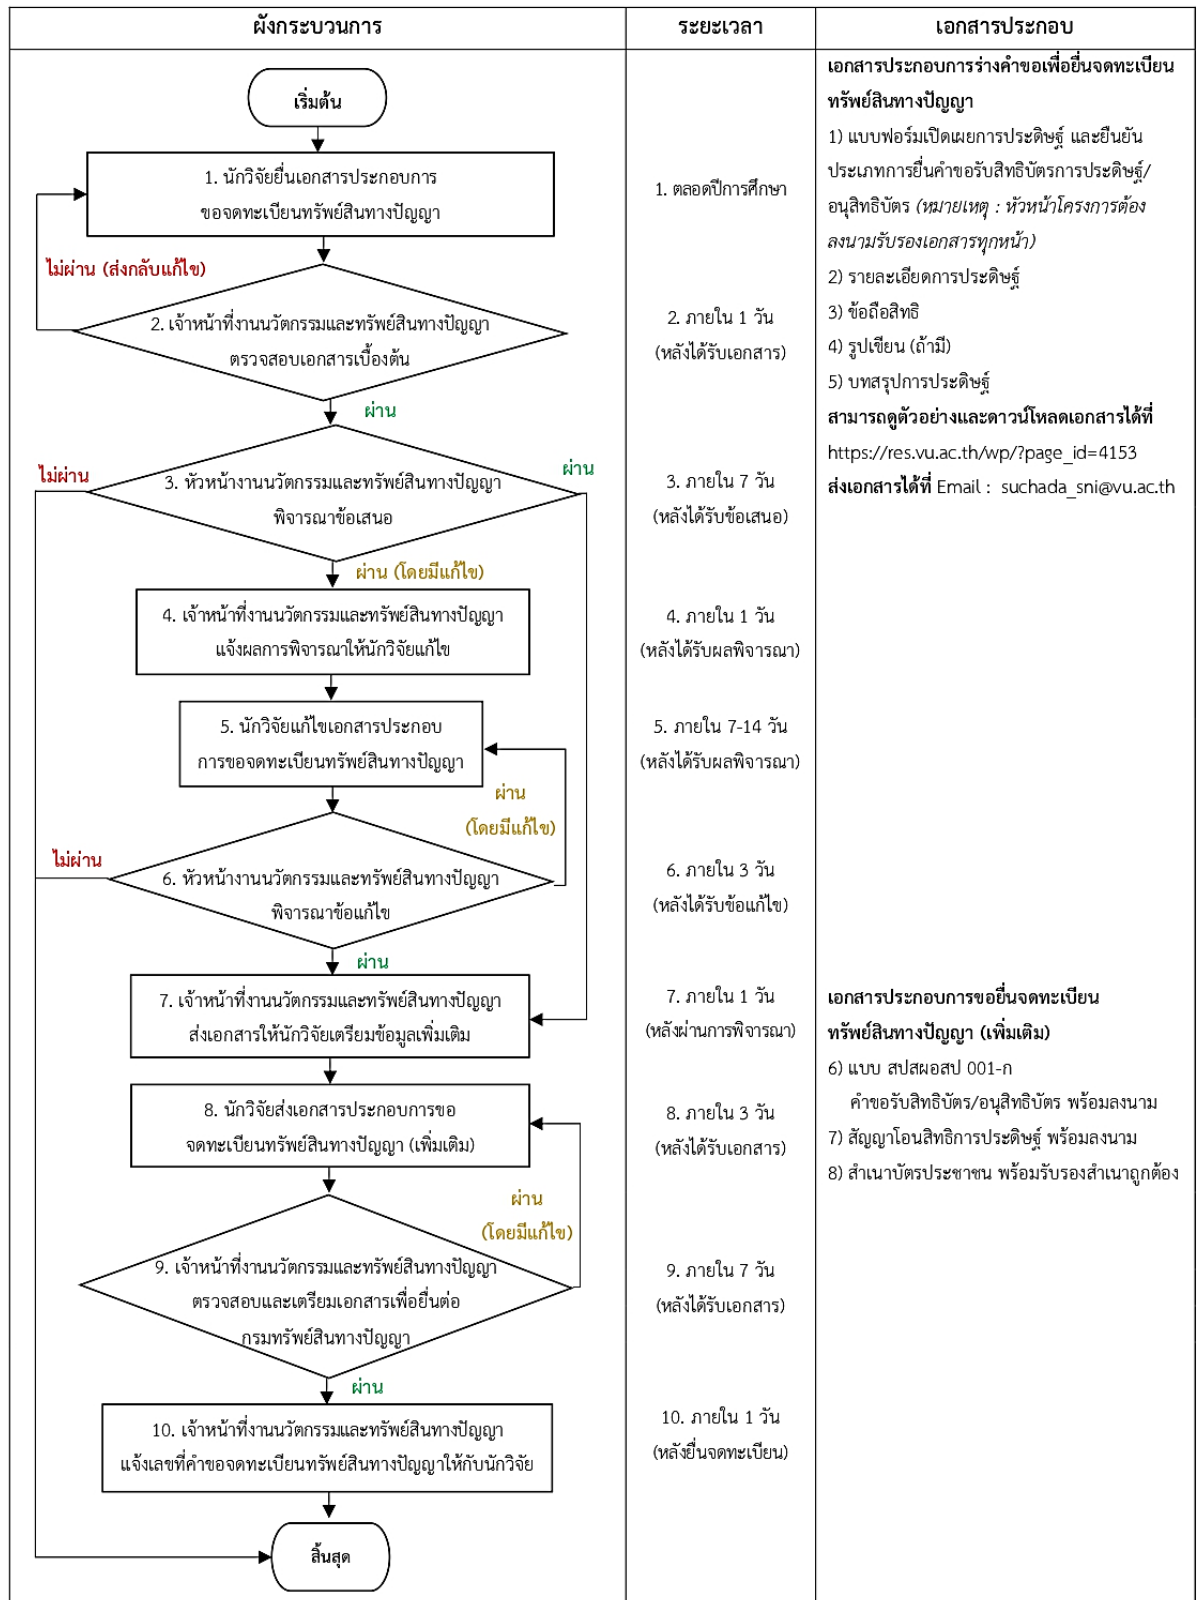 ผังกระบวนการ
ระยะเวลา
เอกสารประกอบ
เริ่มต้น
1. นักวิจัยยื่นเอกสารประกอบการ
ขอจดทะเบียนทรัพย์สินทางปัญญา
ไม่ผ่าน (ส่งกลับแก้ไข)
2. เจ้าหน้าที่งานนวัตกรรมและทรัพย์สินทางปัญญา
ตรวจสอบเอกสารเบื้องต้น
ผ่าน
ไม่ผ่าน
ผ่าน
3. หัวหน้างานนวัตกรรมและทรัพย์สินทางปัญญา
พิจารณาข้อเสนอ
ผ่าน (โดยมีแก้ไข)
4. เจ้าหน้าที่งานนวัตกรรมและทรัพย์สินทางปัญญา
แจ้งผลการพิจารณาให้นักวิจัยแก้ไข
5. นักวิจัยแก้ไขเอกสารประกอบ
การขอจดทะเบียนทรัพย์สินทางปัญญา
ผ่าน
(โดยมีแก้ไข)
ไม่ผ่าน
6. หัวหน้างานนวัตกรรมและทรัพย์สินทางปัญญา
พิจารณาข้อแก้ไข
ผ่าน
7. เจ้าหน้าที่งานนวัตกรรมและทรัพย์สินทางปัญญา
ส่งเอกสารให้นักวิจัยเตรียมข้อมูลเพิ่มเติม
8. นักวิจัยส่งเอกสารประกอบการขอ
จดทะเบียนทรัพย์สินทางปัญญา (เพิ่มเติม)
ผ่าน
(โดยมีแก้ไข)
9. เจ้าหน้าที่งานนวัตกรรมและทรัพย์สินทางปัญญา
ตรวจสอบและเตรียมเอกสารเพื่อยื่นต่อ
กรมทรัพย์สินทางปัญญา
ผ่าน
10. เจ้าหน้าที่งานนวัตกรรมและทรัพย์สินทางปัญญา
แจ้งเลขที่คำขอจดทะเบียนทรัพย์สินทางปัญญาให้กับนักวิจัย
สิ้นสุด
1. ตลอดปีการศึกษา
2. ภายใน 1 วัน
(หลังได้รับเอกสาร)
3. ภายใน 7 วัน
(หลังได้รับข้อเสนอ)
4. ภายใน 1 วัน
(หลังได้รับผลพิจารณา)
5. ภายใน 7-14 วัน
(หลังได้รับผลพิจารณา)
6. ภายใน 3 วัน
(หลังได้รับข้อแก้ไข)
7. ภายใน 1 วัน
(หลังผ่านการพิจารณา)
8. ภายใน 3 วัน
(หลังได้รับเอกสาร)
9. ภายใน 7 วัน
(หลังได้รับเอกสาร)
10. ภายใน 1 วัน
(หลังยื่นจดทะเบียน)
เอกสารประกอบการร่างคำขอเพื่อยื่นจดทะเบียน
ทรัพย์สินทางปัญญา
1) แบบฟอร์มเปิดเผยการประดิษฐ์ และยืนยัน
ประเภทการยื่นคำขอรับสิทธิบัตรการประดิษฐ์/
อนุสิทธิบัตร (หมายเหตุ : หัวหน้าโครงการต้อง
ลงนามรับรองเอกสารทุกหน้า)
2) รายละเอียดการประดิษฐ์
3) ข้อถือสิทธิ
4) รูปเขียน (ถ้ามี)
5) บทสรุปการประดิษฐ์
สามารถดูตัวอย่างและดาวน์โหลดเอกสารได้ที่
https://res.vu.ac.th/wp/?page_id=4153
ส่งเอกสารได้ที่ Email : suchada_sni@vu.ac.th
เอกสารประกอบการขอยื่นจดทะเบียน
ทรัพย์สินทางปัญญา (เพิ่มเติม)
6) แบบ สปสผอสป 001-ก
คำขอรับสิทธิบัตร/อนุสิทธิบัตร พร้อมลงนาม
7) สัญญาโอนสิทธิการประดิษฐ์ พร้อมลงนาม
8) สำเนาบัตรประชาชน พร้อมรับรองสำเนาถูกต้อง